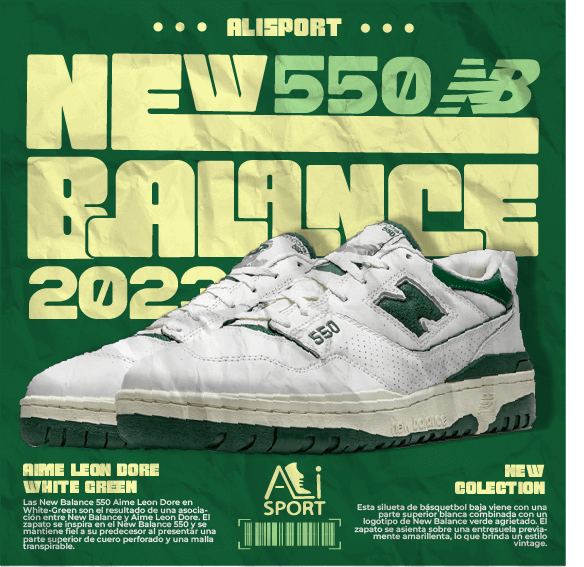 ALISPORT
NEW 550 NB
BALANCE
2023
550
new balance
AIME LEON DORE
WHITE GREEN
Las New Balance 550 Aime Leon Dore en
White-Green son el resultado de una asocia-
ción entre New Balance y Aime Leon Dore. El
zapato se inspira en el New Balance 550 y se
mantiene fiel a su predecesor al presentar una
parte superior de cuero perforado y una malla
transpirable.
ALi
SPORT
NEW
COLECTION
Esta silueta de básquetbol baja viene con una
parte superior blanca combinada con un
logotipo de New Balance verde agrietado. El
zapato se asienta sobre una entresuela previa-
mente amarillenta, lo que brinda un estilo
vintage.